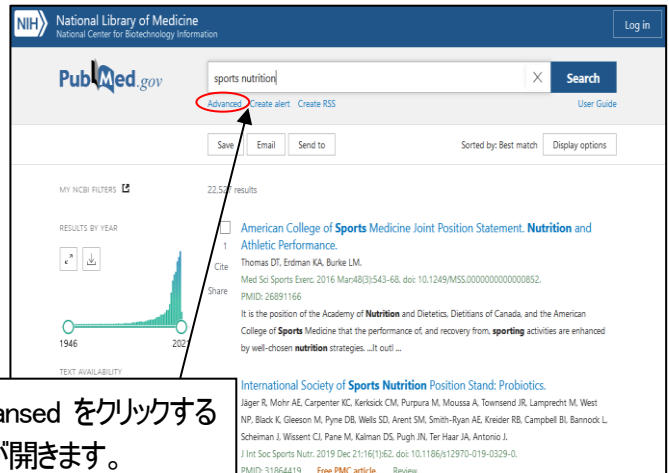 NIH
National Library of Medicine
National Center for Biotechnology Information
Log in
PubMed.gov
sports nutrition
X
Search
Advanced Create alert Create RSS
User Guide
Save Email Send to
Sorted by: Best match Display options
MY NCBI FILTERS
22,527 results
RESULTS BY YEAR
1946 2021
TEXT AVAILABILITY
1
Cite
Share
American College of Sports Medicine Joint Position Statement. Nutrition and
Athletic Performance.
Thomas DT, Erdman KA, Burke LM.
Med Sci Sports Exerc. 2016 Mar;48(3):543-68. doi: 10.1249/MSS.0000000000000852.
PMID: 26891166
It is the position of the Academy of Nutrition and Dietetics, Dietitians of Canada, and the American
College of Sports Medicine that the performance of, and recovery from, sporting activities are enhanced
by well-chosen nutrition strategies. ...It outl ...
International Society of Sports Nutrition Position Stand: Probiotics.
Jäger R, Mohr AE, Carpenter KC, Kerksick CM, Purpura M, Moussa A, Townsend JR, Lamprecht M, West
NP, Black K, Gleeson M, Pyne DB, Wells SD, Arent SM, Smith-Ryan AE, Kreider RB, Campbell BI, Bannock L,
Scheiman J, Wissent CJ, Pane M, Kalman DS, Pugh JN, Ter Haar JA, Antonio J.
J Int Soc Sports Nutr. 2019 Dec 21;16(1):62. doi: 10.1186/s12970-019-0329-0.
PMID: 31864419 Free PMC article. Review.
ansed をクリックする
が開きます。